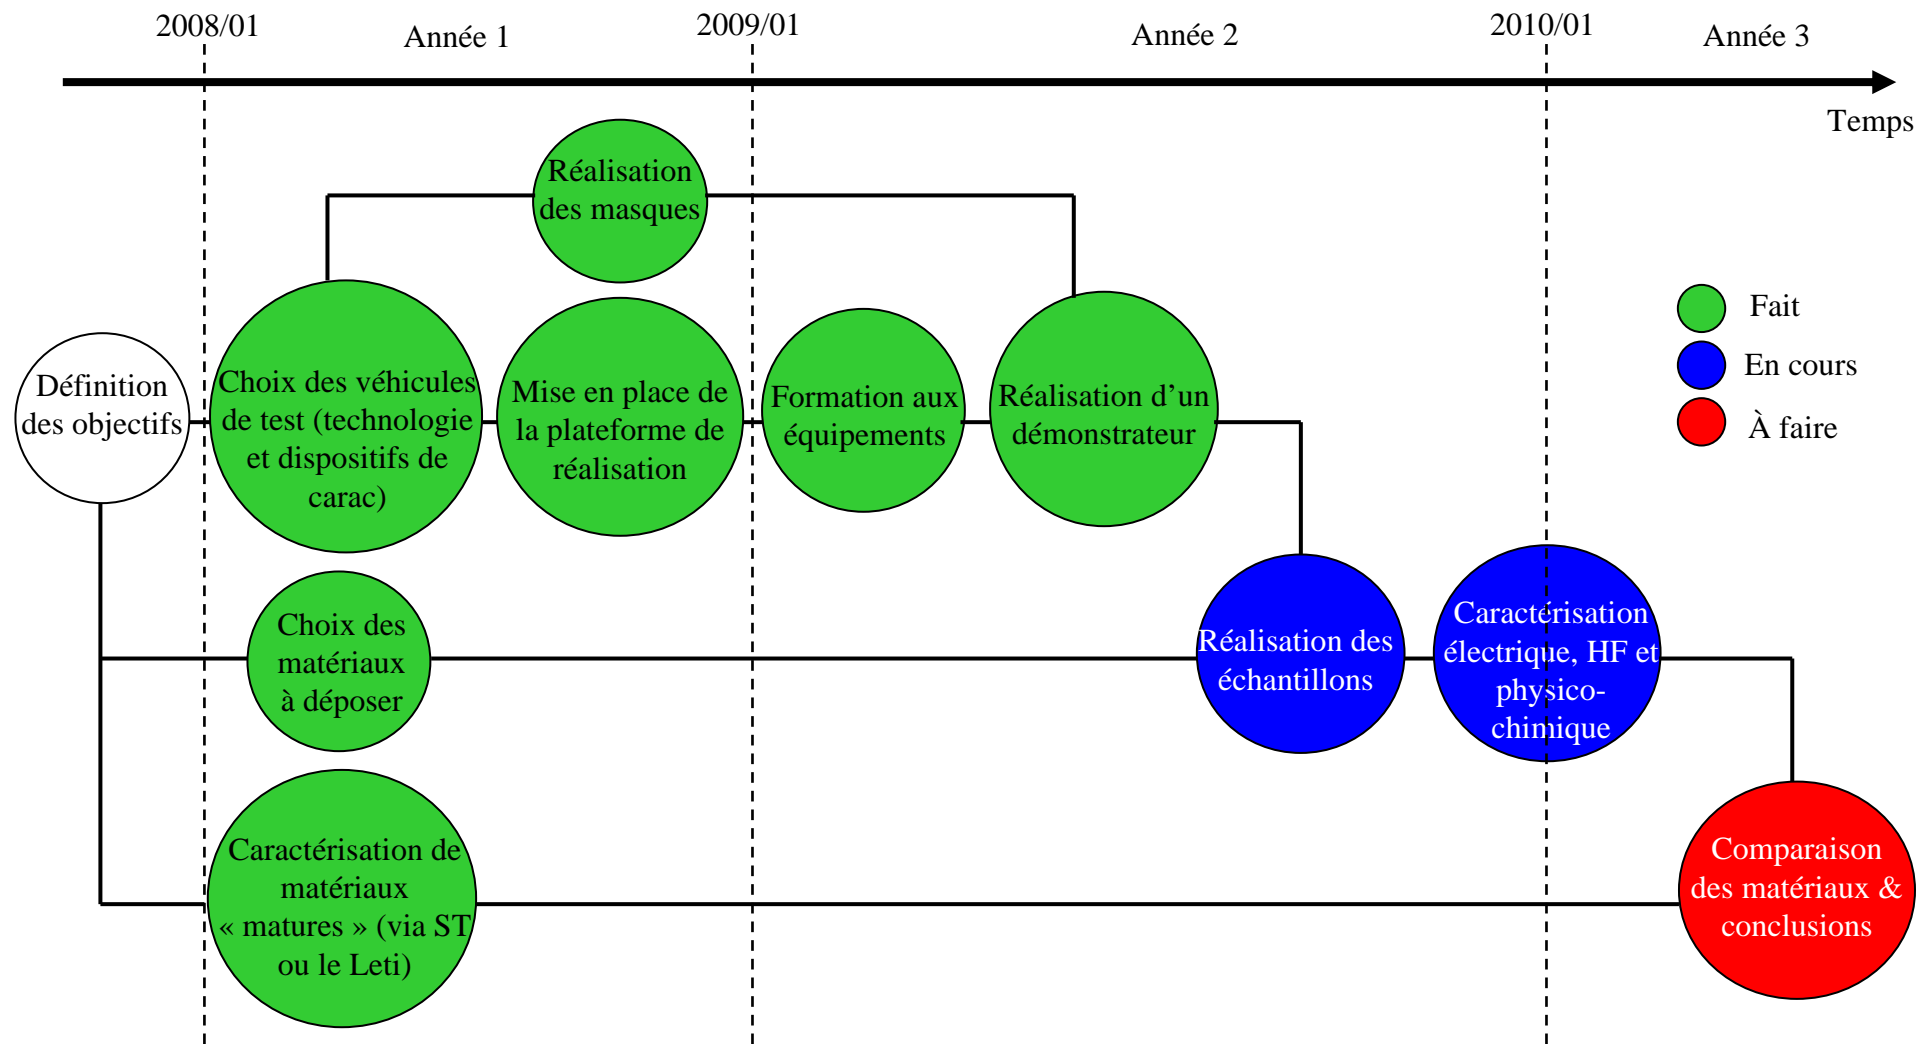 2008/01
Année 1
2009/01
Année 2
2010/01
Année 3
Temps
Réalisation
des masques
Fait
En cours
À faire
Définition
des objectifs
Choix des véhicules
de test (technologie
et dispositifs de
carac)
Mise en place de
la plateforme de
réalisation
Formation aux
équipements
Réalisation d’un
démonstrateur
Choix des
matériaux
à déposer
Réalisation des
échantillons
Caractérisation
électrique, HF et
physico-
chimique
Caractérisation de
matériaux
« matures » (via ST
ou le Leti)
Comparaison
des matériaux &
conclusions